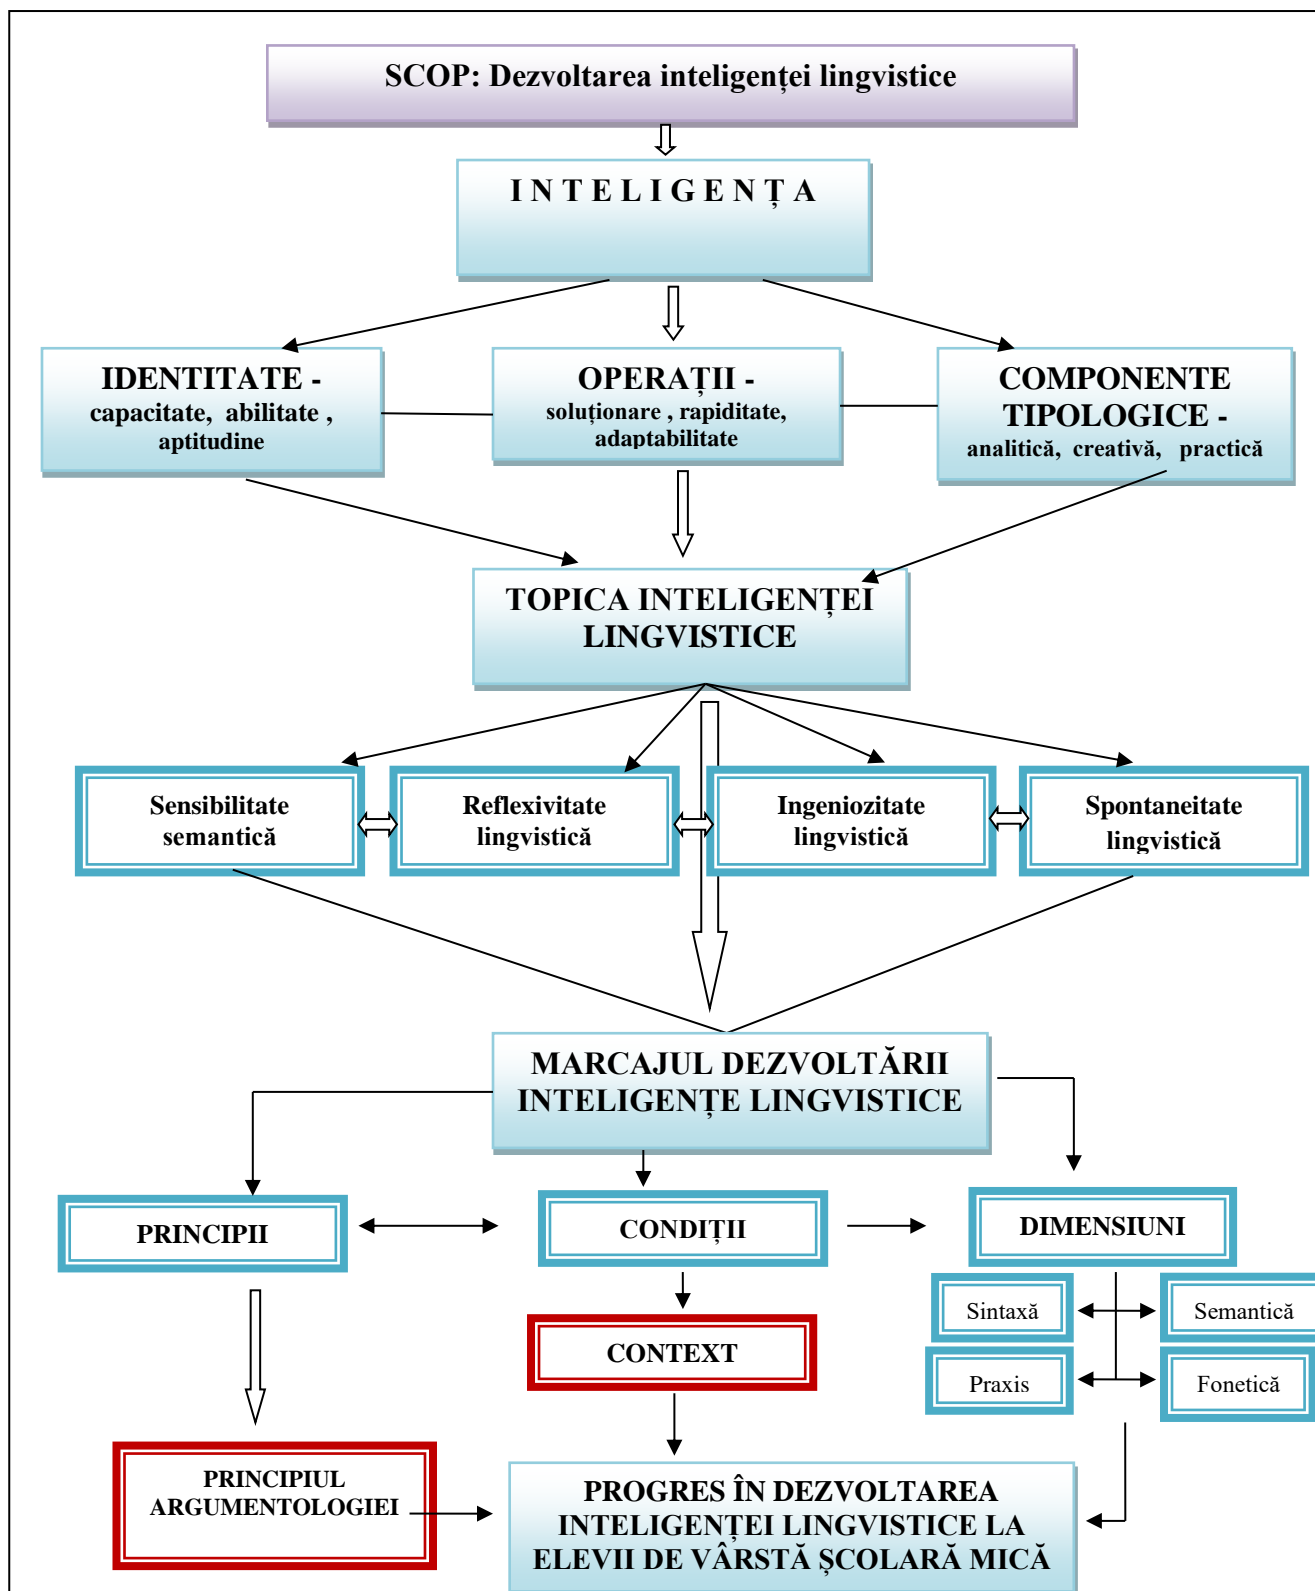 SCOP: Dezvoltarea inteligenței lingvistice
I N T E L I G E N Ț A
IDENTITATE -
capacitate, abilitate ,
aptitudine
OPERAȚII -
soluționare , rapiditate,
adaptabilitate
COMPONENTE
TIPOLOGICE -
analitică, creativă, practică
TOPICA INTELIGENȚEI
LINGVISTICE
Sensibilitate
semantică
Reflexivitate
lingvistică
Ingeniozitate
lingvistică
Spontaneitate
lingvistică
MARCAJUL DEZVOLTĂRII
INTELIGENȚE LINGVISTICE
PRINCIPII
CONDIȚII
DIMENSIUNI
Sintaxă
Semantică
CONTEXT
Praxis
Fonetică
PRINCIPIUL
ARGUMENTOLOGIEI
PROGRES ÎN DEZVOLTAREA
INTELIGENȚEI LINGVISTICE LA
ELEVII DE VÂRSTĂ ȘCOLARĂ MICĂ